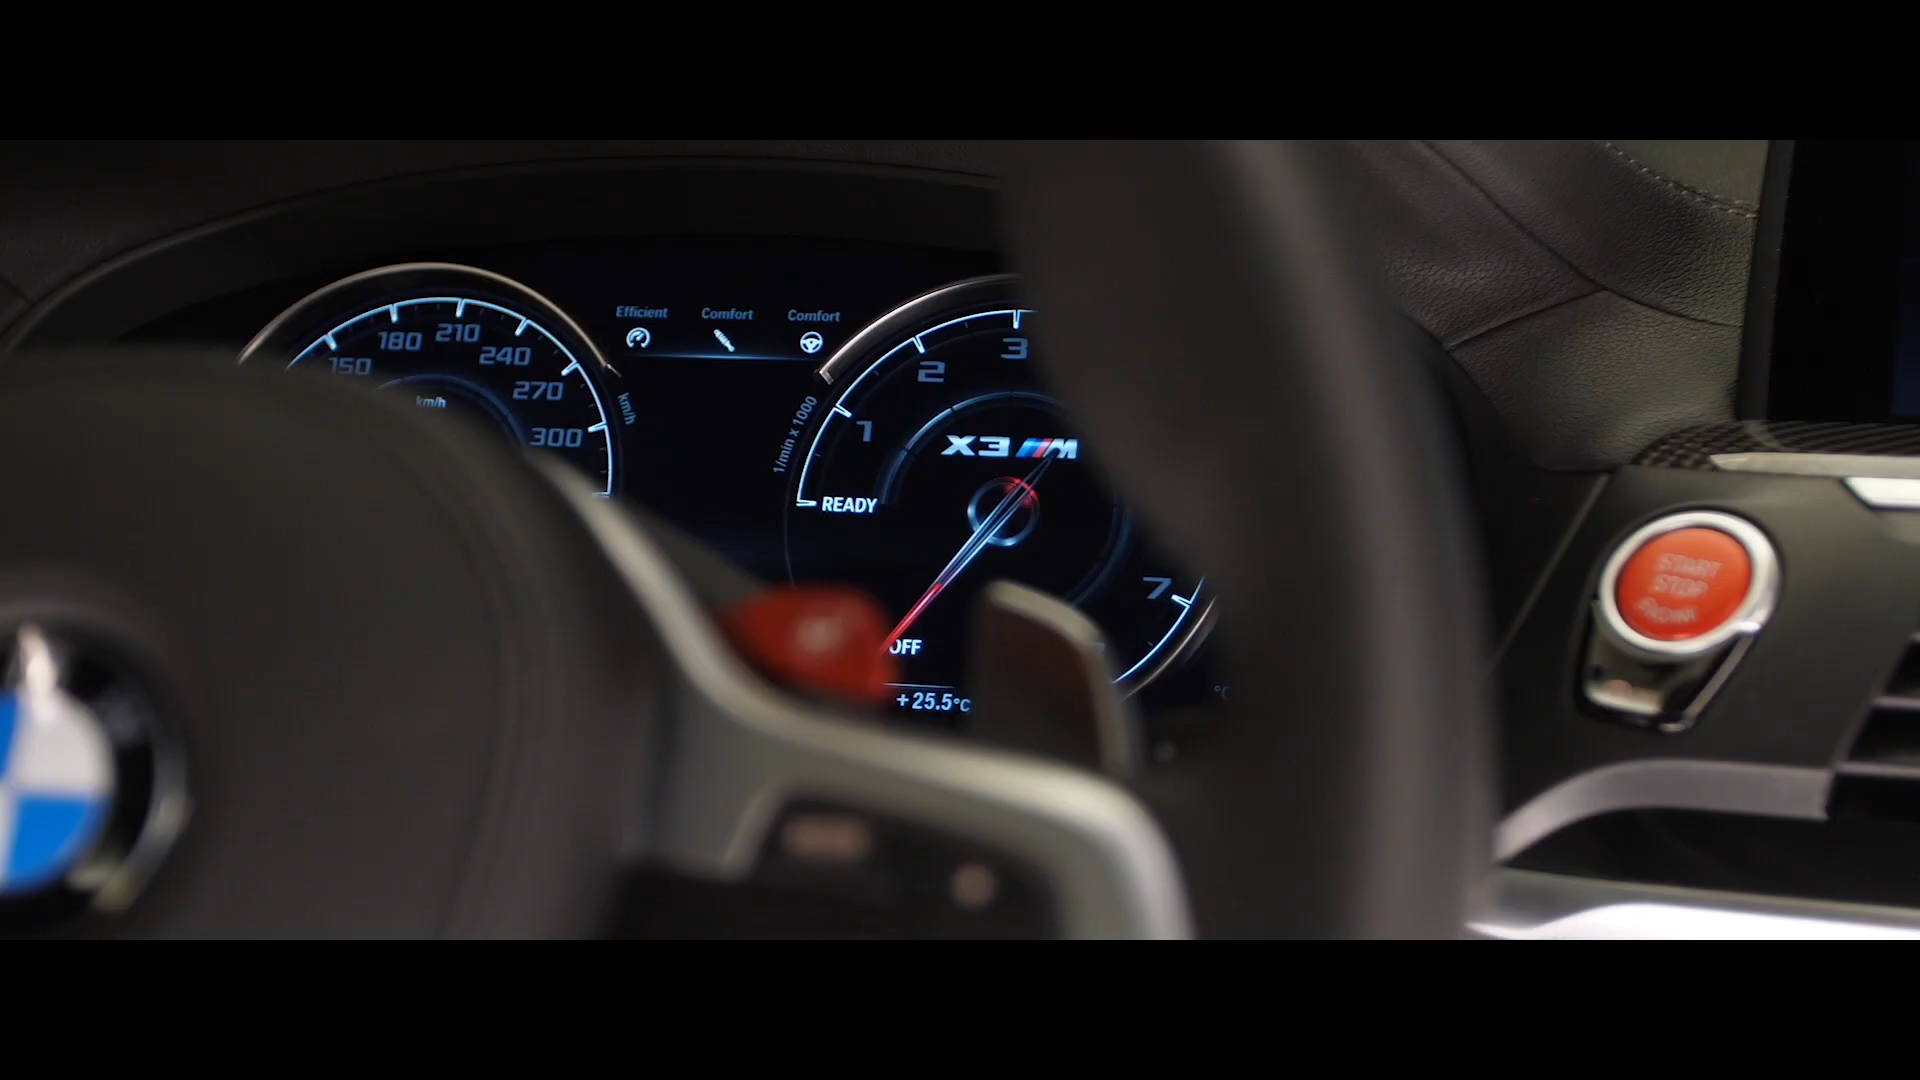 Efficient
Comfort
Comfort
150
180
210
240
270
300
km/h
km/h
1/min x 1000
1
2
3
7
X3 M
READY
OFF
+25.5°C
START
STOP